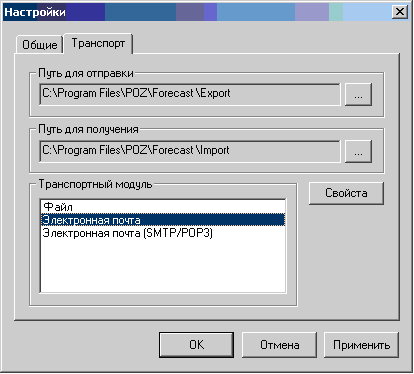 Настройки
Общие
Транспорт
Путь для отправки
C:\Program Files\POZ\Forecast\Export
...
Путь для получения
C:\Program Files\POZ\Forecast\Import
...
Транспортный модуль
Свойста
Файл
Электронная почта
Электронная почта (SMTP/POP3)
OK
Отмена
Применить